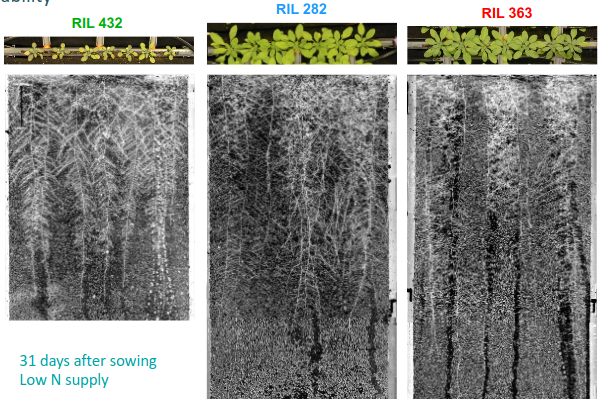 RIL 432
RIL 282
RIL 363
31 days after sowing
Low N supply